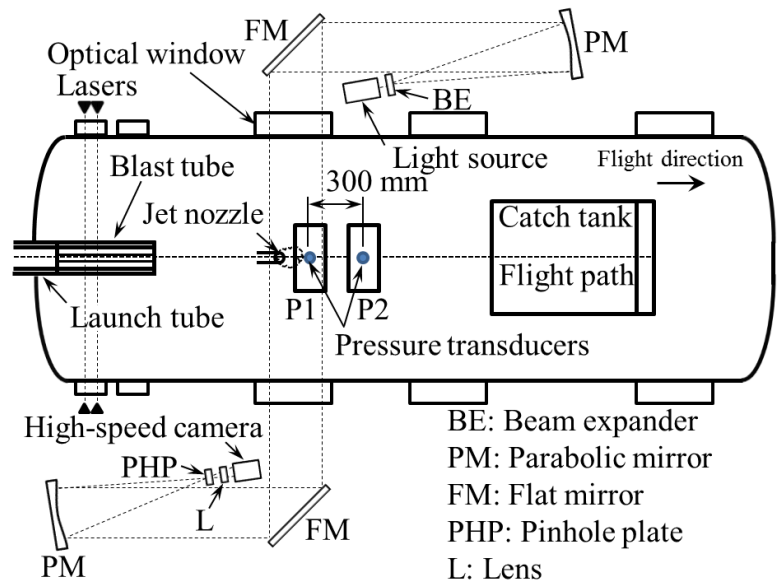 FM
PM
Optical window
Lasers
BE
Light source
Blast tube
Flight direction
300 mm
Jet nozzle
Catch tank
Flight path
P1
P2
Launch tube
Pressure transducers
High-speed camera
PHP
L
FM
PM
BE: Beam expander
PM: Parabolic mirror
FM: Flat mirror
PHP: Pinhole plate
L: Lens